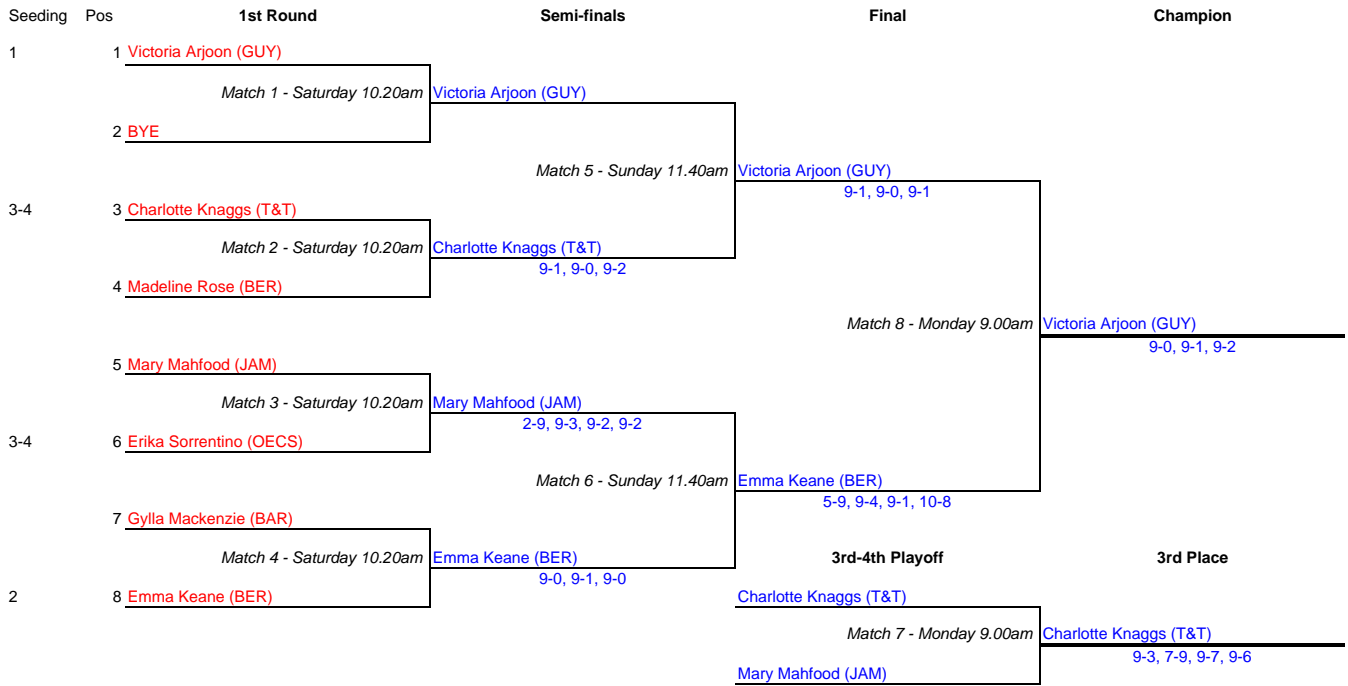 Seeding Pos 1st Round Semi-finals Final Champion
1 1 Victoria Arjoon (GUY)
Match 1 - Saturday 10.20am Victoria Arjoon (GUY)
2 BYE
Match 5 - Sunday 11.40am Victoria Arjoon (GUY)
9-1, 9-0, 9-1
3-4 3 Charlotte Knaggs (T&T)
Match 2 - Saturday 10.20am Charlotte Knaggs (T&T)
9-1, 9-0, 9-2
4 Madeline Rose (BER)
Match 8 - Monday 9.00am Victoria Arjoon (GUY)
9-0, 9-1, 9-2
5 Mary Mahfood (JAM)
Match 3 - Saturday 10.20am Mary Mahfood (JAM)
2-9, 9-3, 9-2, 9-2
3-4 6 Erika Sorrentino (OECS)
Match 6 - Sunday 11.40am Emma Keane (BER)
5-9, 9-4, 9-1, 10-8
7 Gylla Mackenzie (BAR)
Match 4 - Saturday 10.20am Emma Keane (BER) 3rd-4th Playoff 3rd Place
9-0, 9-1, 9-0
2 8 Emma Keane (BER) Charlotte Knaggs (T&T)
Match 7 - Monday 9.00am Charlotte Knaggs (T&T)
9-3, 7-9, 9-7, 9-6
Mary Mahfood (JAM)